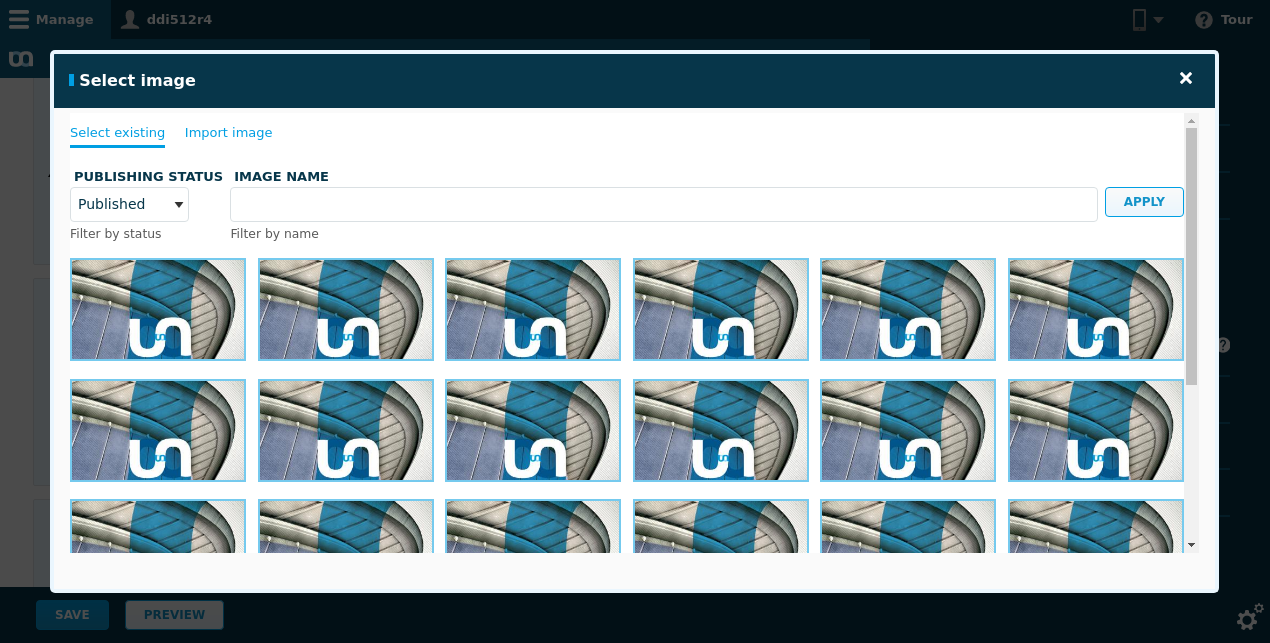 Manage
ddi512r4
Tour
Select image
Select existing
Import image
PUBLISHING STATUS
IMAGE NAME
Published
APPLY
Filter by status
Filter by name
SAVE
PREVIEW